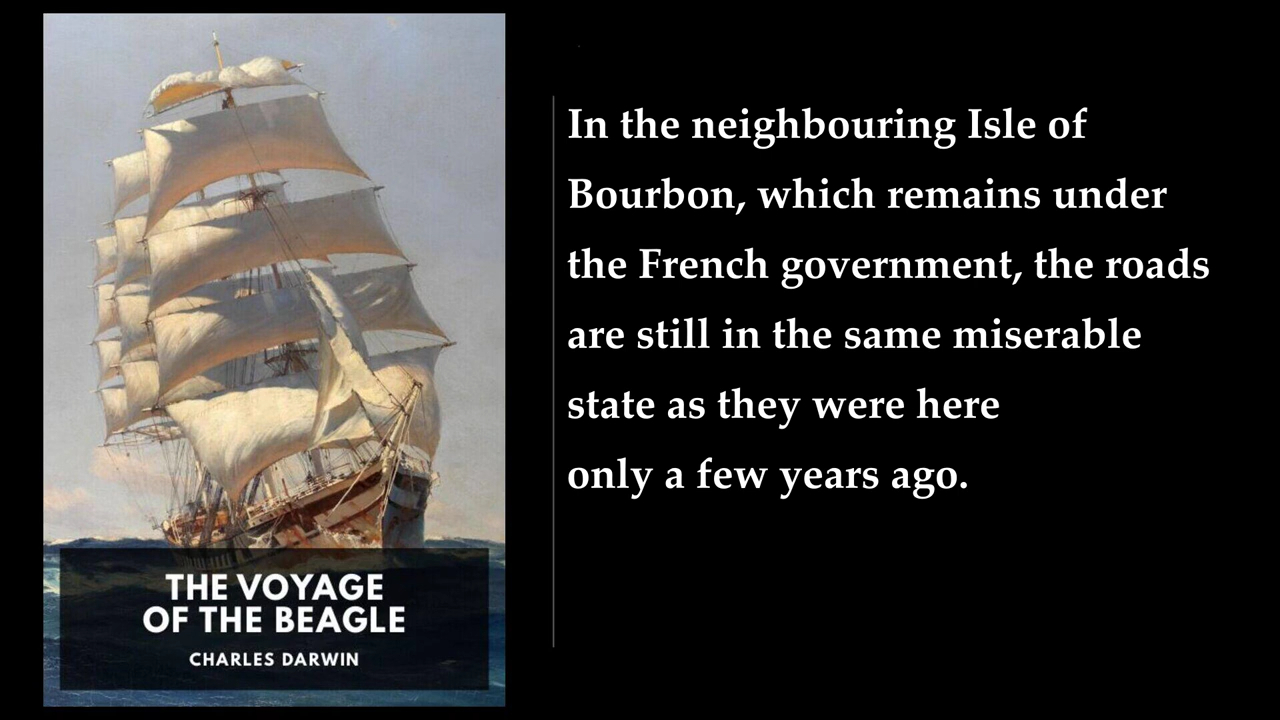 THE VOYAGE
OF THE BEAGLE
CHARLES DARWIN
In the neighbouring Isle of
Bourbon, which remains under
the French government, the roads
are still in the same miserable
state as they were here
only a few years ago.